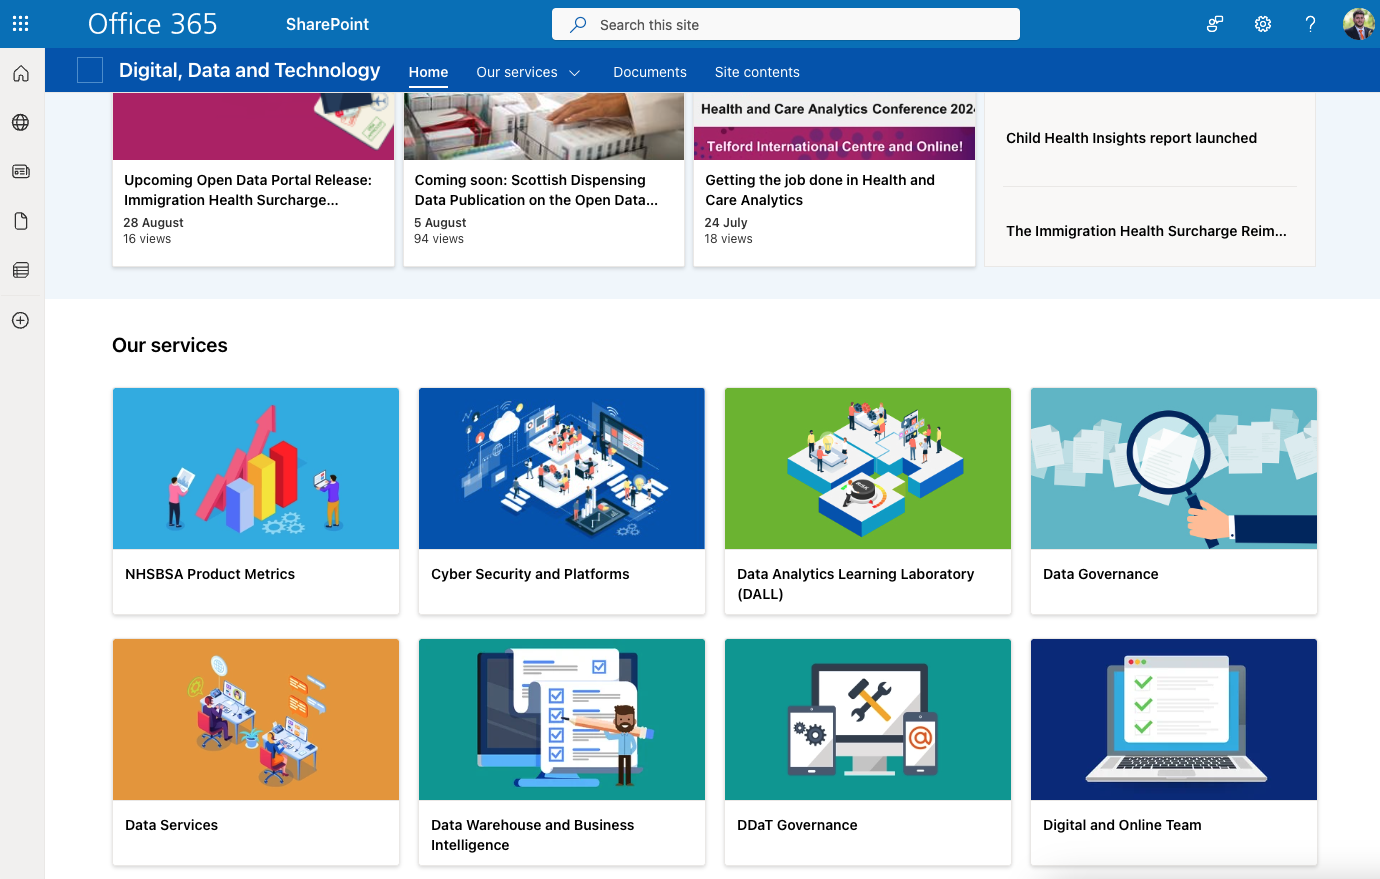 Office 365
SharePoint
Search this site
Digital, Data and Technology
Home
Our services
Documents
Site contents
Upcoming Open Data Portal Release:
Immigration Health Surcharge...
28 August
16 views
Coming soon: Scottish Dispensing
Data Publication on the Open Data...
5 August
94 views
Health and Care Analytics Conference 2024
Telford International Centre and Online!
Getting the job done in Health and
Care Analytics
24 July
18 views
Child Health Insights report launched
The Immigration Health Surcharge Reim...
Our services
NHSBSA Product Metrics
Cyber Security and Platforms
RISK
Data Analytics Learning Laboratory
(DALL)
Data Governance
Data Services
Data Warehouse and Business
Intelligence
@
DDaT Governance
Digital and Online Team